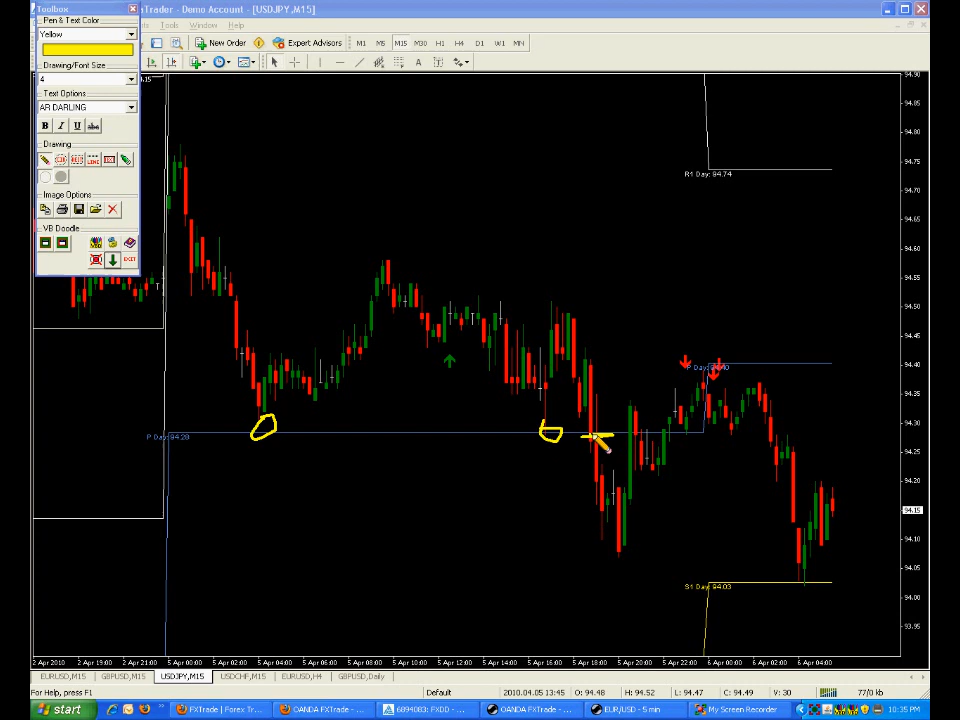 Toolbox
Trader - Demo Account - [USDJPY,M15]
Pen & Text Color
Tools Window Help
Yellow
New Order Expert Advisors M1 M5 M15 M30 H1 H4 D1 W1 MN
Drawing/Font Size
4
Text Options
AR DARLING
B I U abc
Drawing
LINE
Image Options
VB Doodle
EXIT
94.90
94.85
94.80
94.75
94.70
94.65
94.60
94.55
94.50
94.45
94.40
94.35
94.30
94.25
94.20
94.15
94.10
94.05
94.00
93.95
R1 Day: 94.74
P Day: 94.40
P Day: 94.28
S1 Day: 94.03
2 Apr 2010 2 Apr 19:00 2 Apr 21:00 5 Apr 00:00 5 Apr 02:00 5 Apr 04:00 5 Apr 06:00 5 Apr 08:00 5 Apr 10:00 5 Apr 12:00 5 Apr 14:00 5 Apr 16:00 5 Apr 18:00 5 Apr 20:00 5 Apr 22:00 6 Apr 00:00 6 Apr 02:00 6 Apr 04:00
EURUSD,M15 GBPUSD,M15 USDJPY,M15 USDCHF,M15 EURUSD,H4 GBPUSD,Daily
For Help, press F1 Default 2010.04.05 13:45 O: 94.48 H: 94.52 L: 94.47 C: 94.49 V: 30 77/0 kb
start FXTrade | Forex Tr... OANDA FXTrade - ... 6894083: FXDD - ... OANDA FXTrade - ... EUR/USD - 5 min My Screen Recorder 10:35 PM